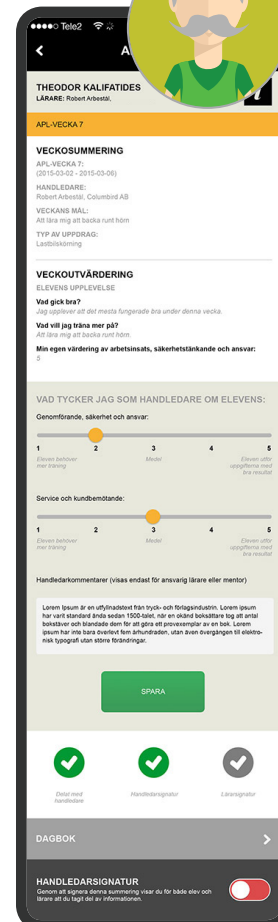 Tele2
A
THEODOR KALIFATIDES
LÄRARE: Robert Arbestål,
i
APL-VECKA 7
VECKOSUMMERING
APL-VECKA 7:
(2015-03-02 - 2015-03-06)
HANDLEDARE:
Robert Arbestål, Columbird AB
VECKANS MÅL:
Att lära mig att backa runt hörn
TYP AV UPPDRAG:
Lastbilskörning
VECKOUTVÄRDERING
ELEVENS UPPLEVELSE
Vad gick bra?
Jag upplever att det mesta fungerade bra under denna vecka.
Vad vill jag träna mer på?
Att lära mig att backa runt hörn.
Min egen värdering av arbetsinsats, säkerhetstänkande och ansvar:
5
VAD TYCKER JAG SOM HANDLEDARE OM ELEVENS:
Genomförande, säkerhet och ansvar:
1 2 3 4 5
Eleven behöver Medel Eleven utför
mer träning uppgifterna med
bra resultat
Service och kundbemötande:
1 2 3 4 5
Eleven behöver Medel Eleven utför
mer träning uppgifterna med
bra resultat
Handledarkommentarer (visas endast för ansvarig lärare eller mentor)
Lorem Ipsum är en utfyllnadstext från tryck- och förlagsindustrin. Lorem ipsum
har varit standard ända sedan 1500-talet, när en okänd boksättare tog att antal
bokstäver och blandade dem för att göra ett provexemplar av en bok. Lorem
ipsum har inte bara överlevt fem århundraden, utan även övergången till elektro-
nisk typografi utan större förändringar.
SPARA
Delat med Handledarsignatur Lärarsignatur
handledare
DAGBOK
HANDLEDARSIGNATUR
Genom att signera denna summering visar du för både elev och
lärare att du tagit del av informationen.